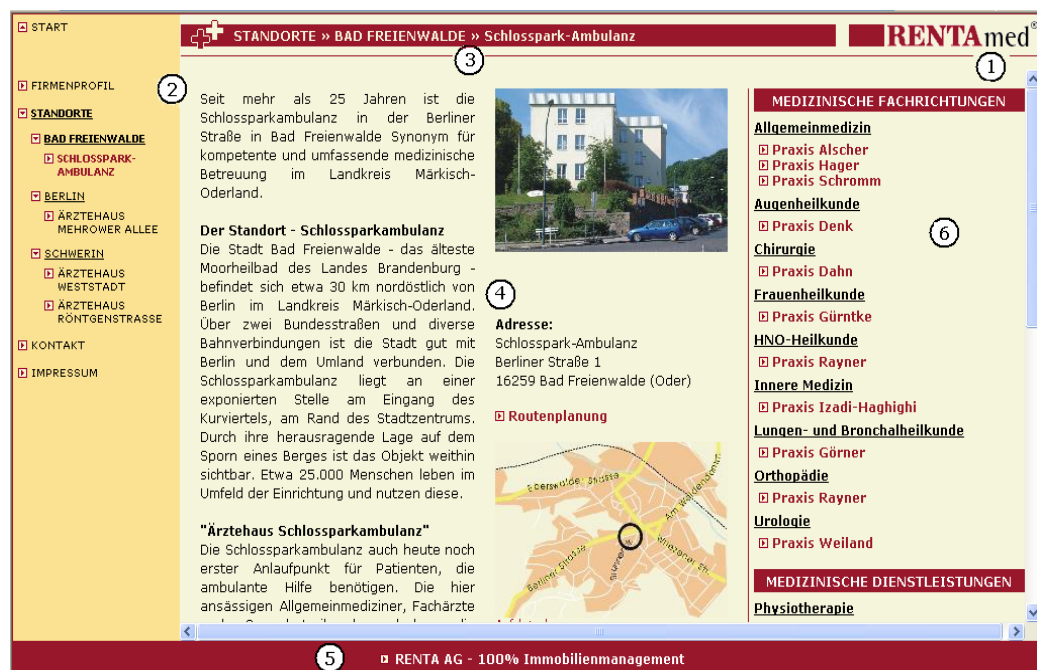 START
FIRMENPROFIL
STANDORTE
BAD FREIENWALDE
SCHLOSSPARK-
AMBULANZ
BERLIN
ÄRZTEHAUS
MEHROWER ALLEE
SCHWERIN
ÄRZTEHAUS
WESTSTADT
ÄRZTEHAUS
RÖNTGENSTRASSE
KONTAKT
IMPRESSUM
2
STANDORTE » BAD FREIENWALDE » Schlosspark-Ambulanz
3
RENTAmed®
1
Seit mehr als 25 Jahren ist die
Schlossparkambulanz in der Berliner
Straße in Bad Freienwalde Synonym für
kompetente und umfassende medizinische
Betreuung im Landkreis Märkisch-
Oderland.
Der Standort - Schlossparkambulanz
Die Stadt Bad Freienwalde - das älteste
Moorheilbad des Landes Brandenburg -
befindet sich etwa 30 km nordöstlich von
Berlin im Landkreis Märkisch-Oderland.
Über zwei Bundesstraßen und diverse
Bahnverbindungen ist die Stadt gut mit
Berlin und dem Umland verbunden. Die
Schlossparkambulanz liegt an einer
exponierten Stelle am Eingang des
Kurviertels, am Rand des Stadtzentrums.
Durch ihre herausragende Lage auf dem
Sporn eines Berges ist das Objekt weithin
sichtbar. Etwa 25.000 Menschen leben im
Umfeld der Einrichtung und nutzen diese.
"Ärztehaus Schlossparkambulanz"
Die Schlossparkambulanz auch heute noch
erster Anlaufpunkt für Patienten, die
ambulante Hilfe benötigen. Die hier
ansässigen Allgemeinmediziner, Fachärzte
4
Adresse:
Schlosspark-Ambulanz
Berliner Straße 1
16259 Bad Freienwalde (Oder)
Routenplanung
Eberswalder Strasse
Am Waldendamm
Berliner Strasse
Wriezener Str.
MEDIZINISCHE FACHRICHTUNGEN
Allgemeinmedizin
Praxis Alscher
Praxis Hager
Praxis Schromm
Augenheilkunde
Praxis Denk
6
Chirurgie
Praxis Dahn
Frauenheilkunde
Praxis Gürntke
HNO-Heilkunde
Praxis Rayner
Innere Medizin
Praxis Izadi-Haghighi
Lungen- und Bronchalheilkunde
Praxis Görner
Orthopädie
Praxis Rayner
Urologie
Praxis Weiland
MEDIZINISCHE DIENSTLEISTUNGEN
Physiotherapie
5
RENTA AG - 100% Immobilienmanagement